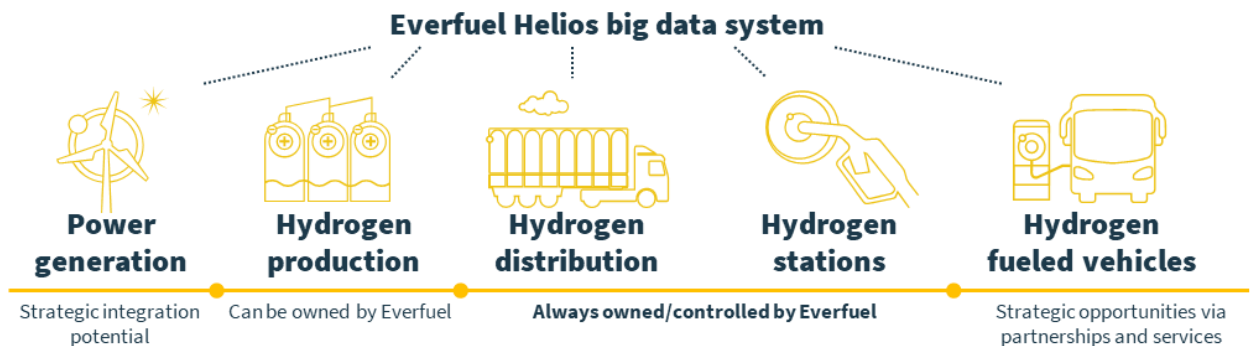 Everfuel Helios big data system
Power
generation
Hydrogen
production
Hydrogen
distribution
Hydrogen
stations
Hydrogen
fueled vehicles
Strategic integration
potential
Can be owned by Everfuel
Always owned/controlled by Everfuel
Strategic opportunities via
partnerships and services